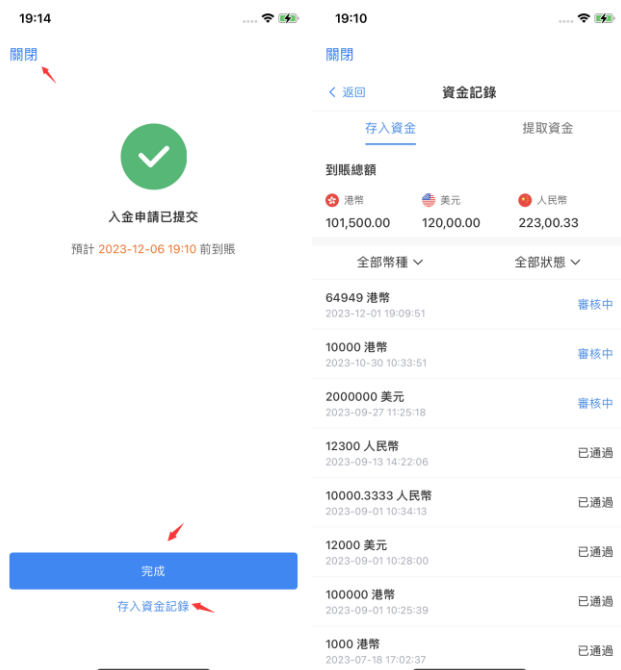 19:14
關閉
入金申請已提交
預計 2023-12-06 19:10 前到賬
完成
存入資金記錄
19:10
關閉
返回
資金記錄
存入資金
提取資金
到賬總額
港幣
美元
人民幣
101,500.00
120,00.00
223,00.33
全部幣種
全部狀態
64949 港幣
審核中
2023-12-01 19:09:51
10000 港幣
審核中
2023-10-30 10:33:51
2000000 美元
審核中
2023-09-27 11:25:18
12300 人民幣
已通過
2023-09-13 14:22:06
10000.3333 人民幣
已通過
2023-09-01 10:34:13
12000 美元
已通過
2023-09-01 10:28:00
100000 港幣
已通過
2023-09-01 10:25:39
1000 港幣
已通過
2023-07-18 17:02:37